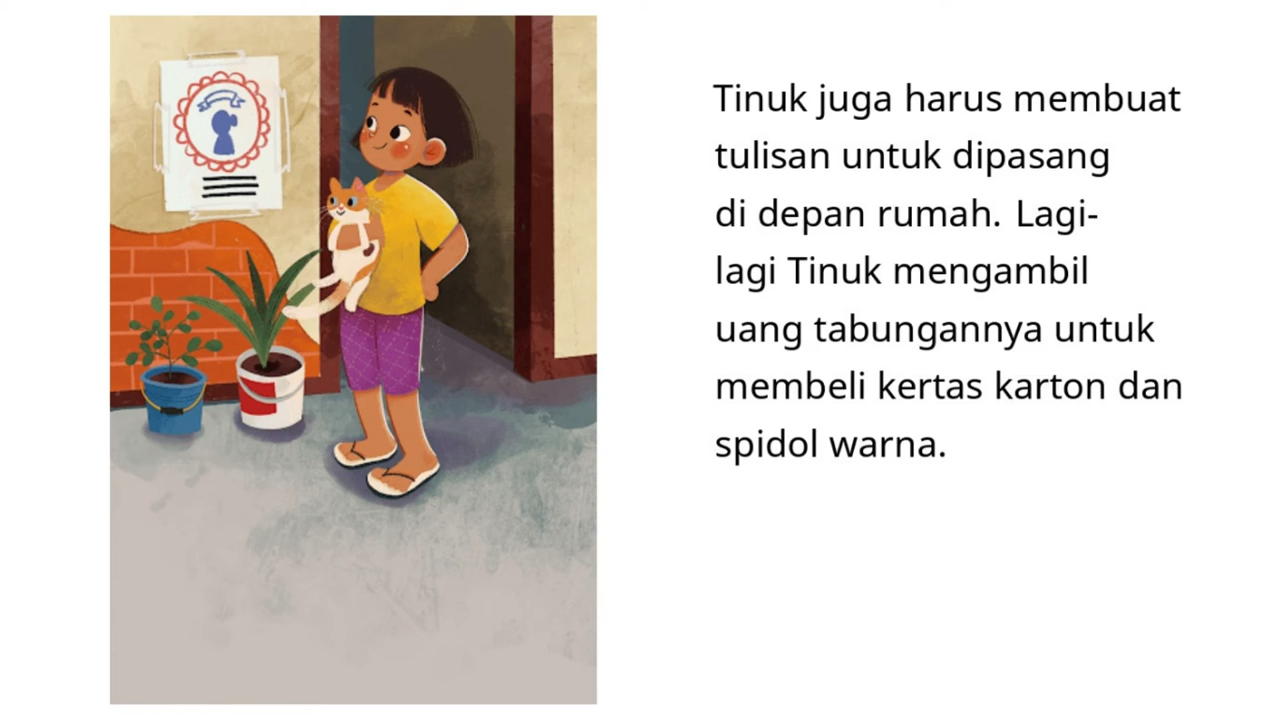 Tinuk juga harus membuat
tulisan untuk dipasang
di depan rumah. Lagi-
lagi Tinuk mengambil
uang tabungannya untuk
membeli kertas karton dan
spidol warna.